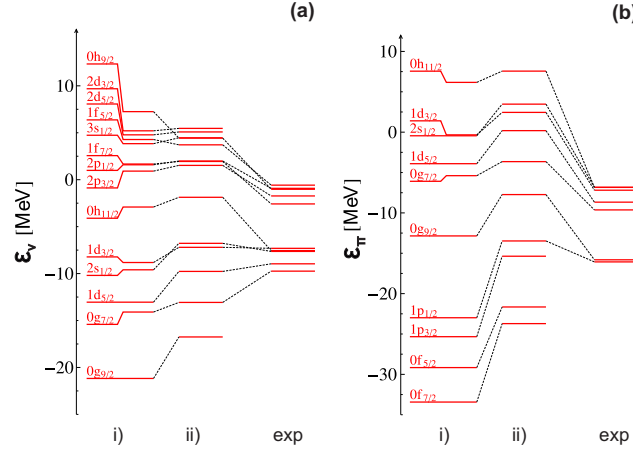 (a)
0h9/2
2d3/2
2d5/2
1f5/2
3s1/2
1f7/2
2p1/2
2p3/2
0h11/2
1d3/2
2s1/2
1d5/2
0g7/2
0g9/2
10
0
−10
−20
εν [MeV]
i) ii) exp
(b)
0h11/2
1d3/2
2s1/2
1d5/2
0g7/2
0g9/2
1p1/2
1p3/2
0f5/2
0f7/2
10
0
−10
−20
−30
επ [MeV]
i) ii) exp